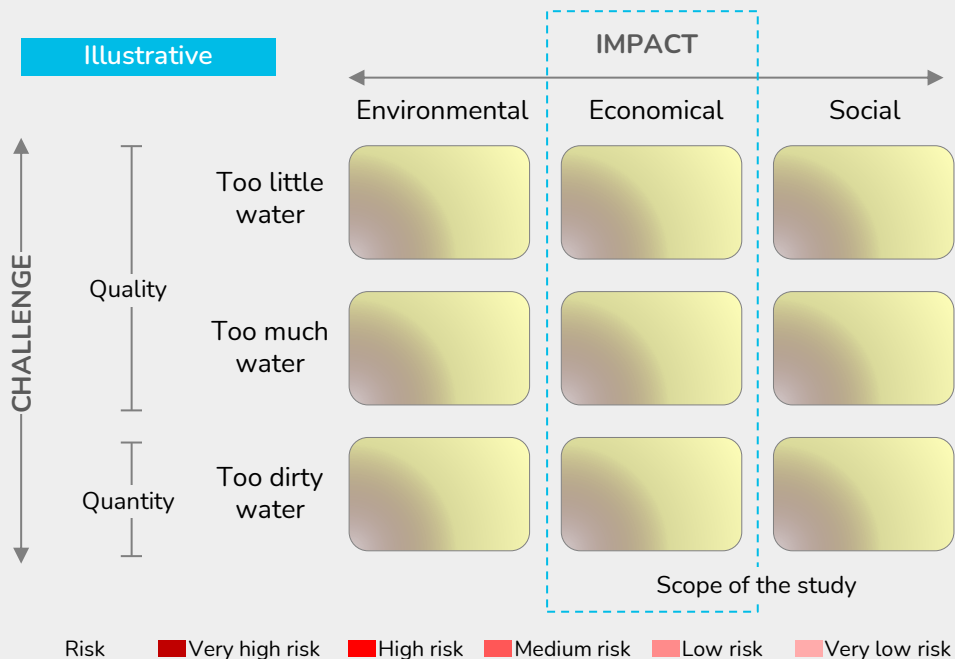 Illustrative
IMPACT
Environmental
Economical
Social
CHALLENGE
Quality
Too little
water
Too much
water
Quantity
Too dirty
water
Scope of the study
Risk
Very high risk
High risk
Medium risk
Low risk
Very low risk